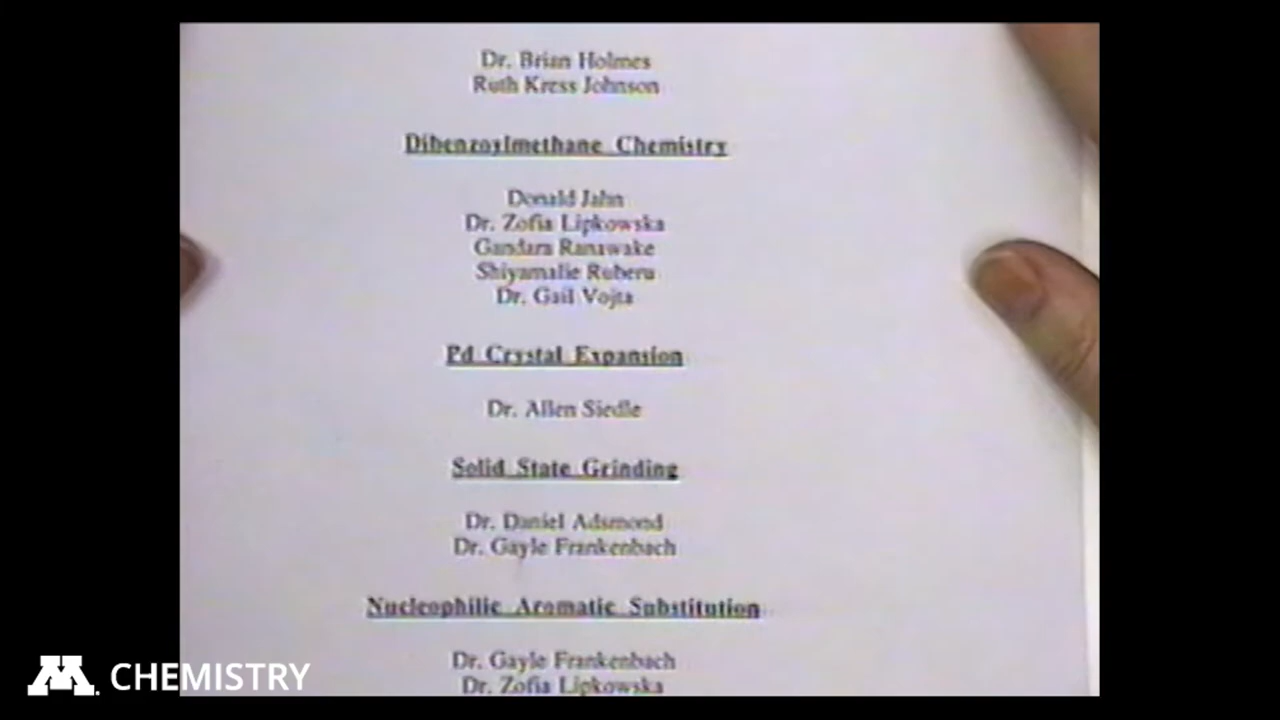 Dr. Brian Holmes
Ruth Kress Johnson
Dibenzoylmethane Chemistry
Donald Jahn
Dr. Zofia Lipkowska
Gandara Ranawake
Shiyamalie Ruberu
Dr. Gail Vojta
Pd Crystal Expansion
Dr. Allen Siedle
Solid State Grinding
Dr. Daniel Adsmond
Dr. Gayle Frankenbach
Nucleophilic Aromatic Substitution
Dr. Gayle Frankenbach
Dr. Zofia Lipkowska
M. CHEMISTRY